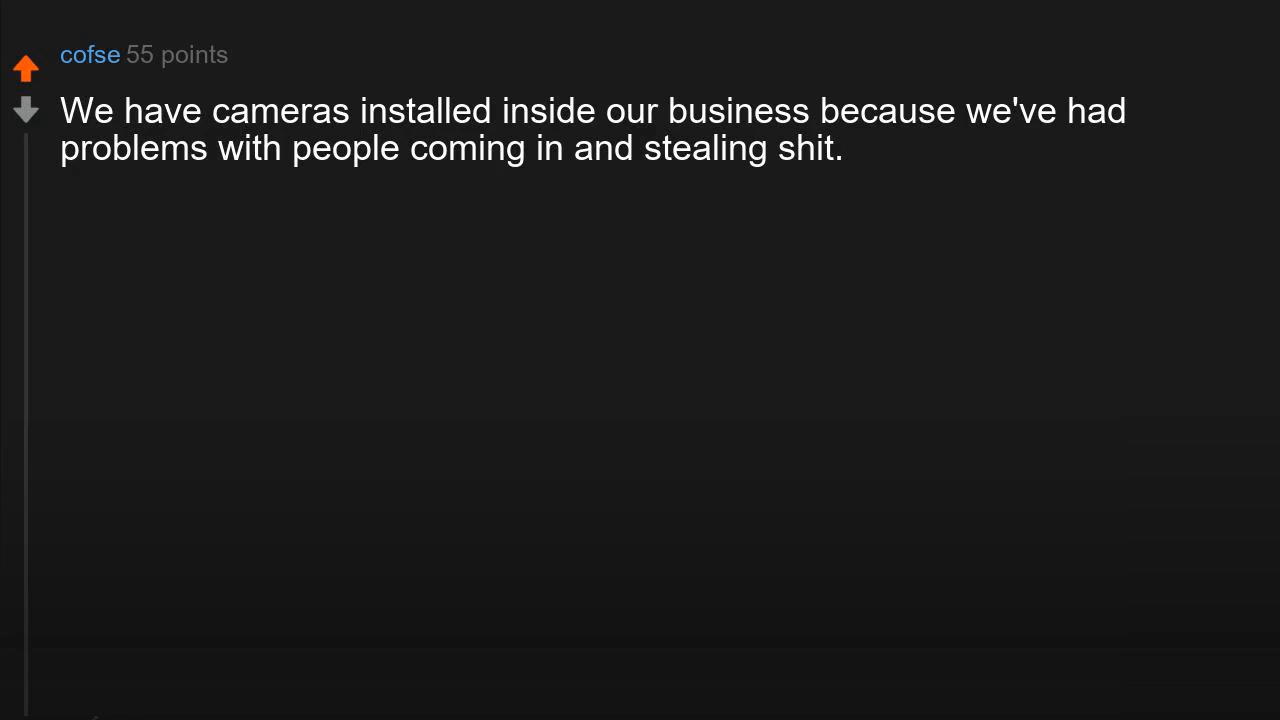 cofse 55 points
We have cameras installed inside our business because we've had
problems with people coming in and stealing shit.